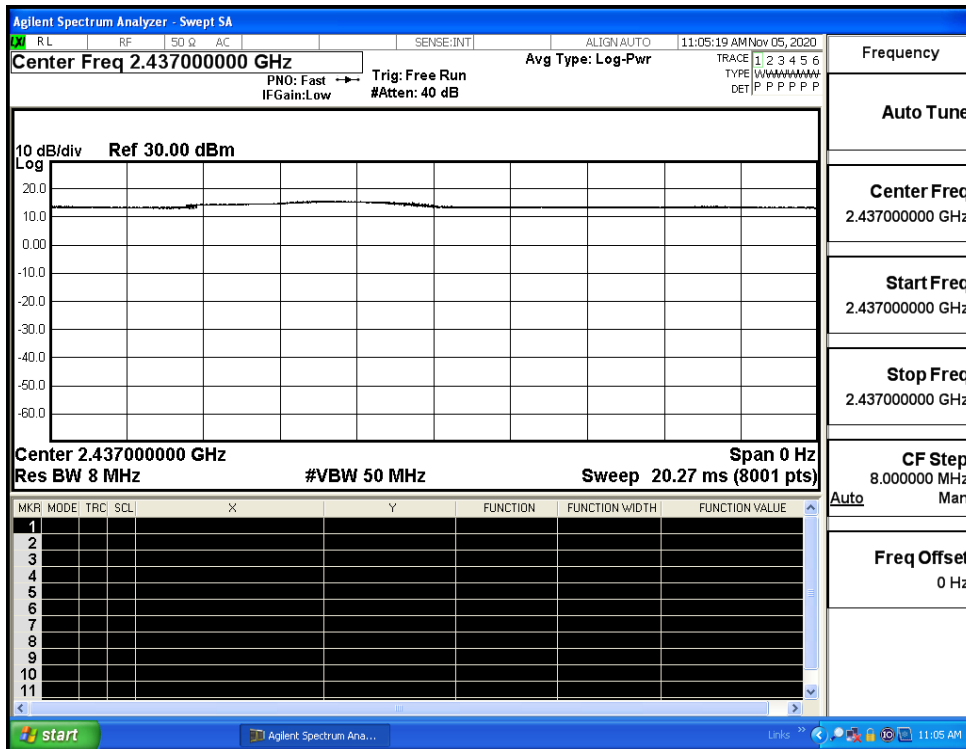 Agilent Spectrum Analyzer - Swept SA
LXI RL RF 50 Ω AC SENSE:INT ALIGN AUTO 11:05:19 AM Nov 05, 2020
Center Freq 2.437000000 GHz
PNO: Fast
IFGain:Low
Trig: Free Run
#Atten: 40 dB
Avg Type: Log-Pwr
TRACE 1 2 3 4 5 6
TYPE
DET P P P P P P
10 dB/div Ref 30.00 dBm
Log
20.0
10.0
0.00
-10.0
-20.0
-30.0
-40.0
-50.0
-60.0
Center 2.437000000 GHz Span 0 Hz
Res BW 8 MHz #VBW 50 MHz Sweep 20.27 ms (8001 pts)
MKR MODE TRC SCL X Y FUNCTION FUNCTION WIDTH FUNCTION VALUE
1
2
3
4
5
6
7
8
9
10
11
Frequency
Auto Tune
Center Freq
2.437000000 GHz
Start Freq
2.437000000 GHz
Stop Freq
2.437000000 GHz
CF Step
8.000000 MHz
Auto Man
Freq Offset
0 Hz
start Agilent Spectrum Ana... Links » 11:05 AM